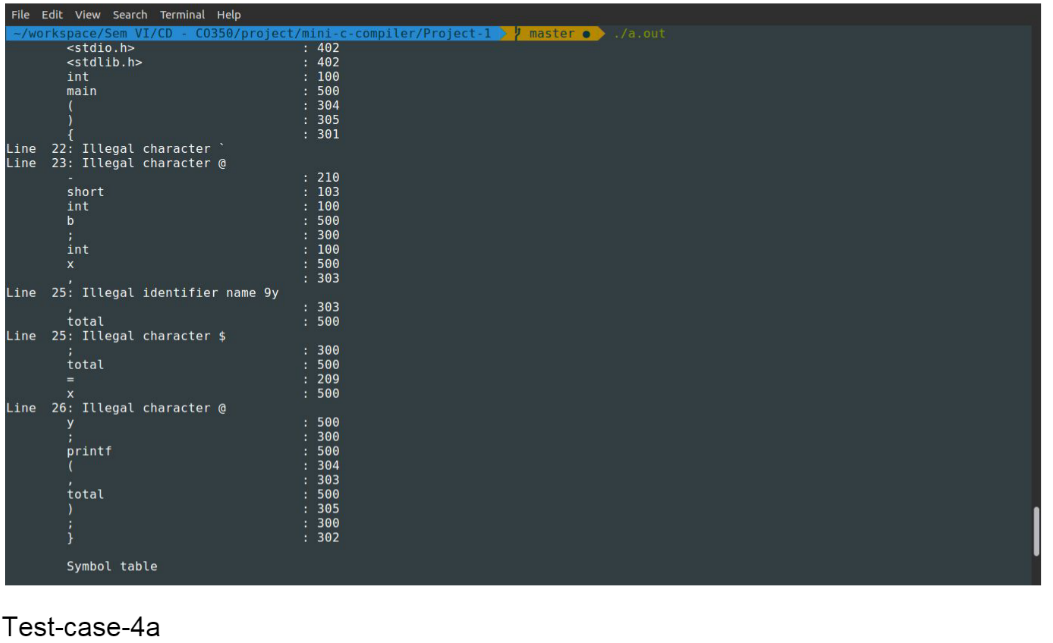 File Edit View Search Terminal Help
~/workspace/Sem VI/CD - CO350/project/mini-c-compiler/Project-1 master ● ./a.out
<stdio.h> : 402
<stdlib.h> : 402
int : 100
main : 500
( : 304
) : 305
{ : 301
Line 22: Illegal character `
Line 23: Illegal character @
- : 210
short : 103
int : 100
b : 500
; : 300
int : 100
x : 500
, : 303
Line 25: Illegal identifier name 9y
, : 303
total : 500
Line 25: Illegal character $
; : 300
total : 500
= : 209
x : 500
Line 26: Illegal character @
y : 500
; : 300
printf : 500
( : 304
, : 303
total : 500
) : 305
; : 300
} : 302
Symbol table
Test-case-4a